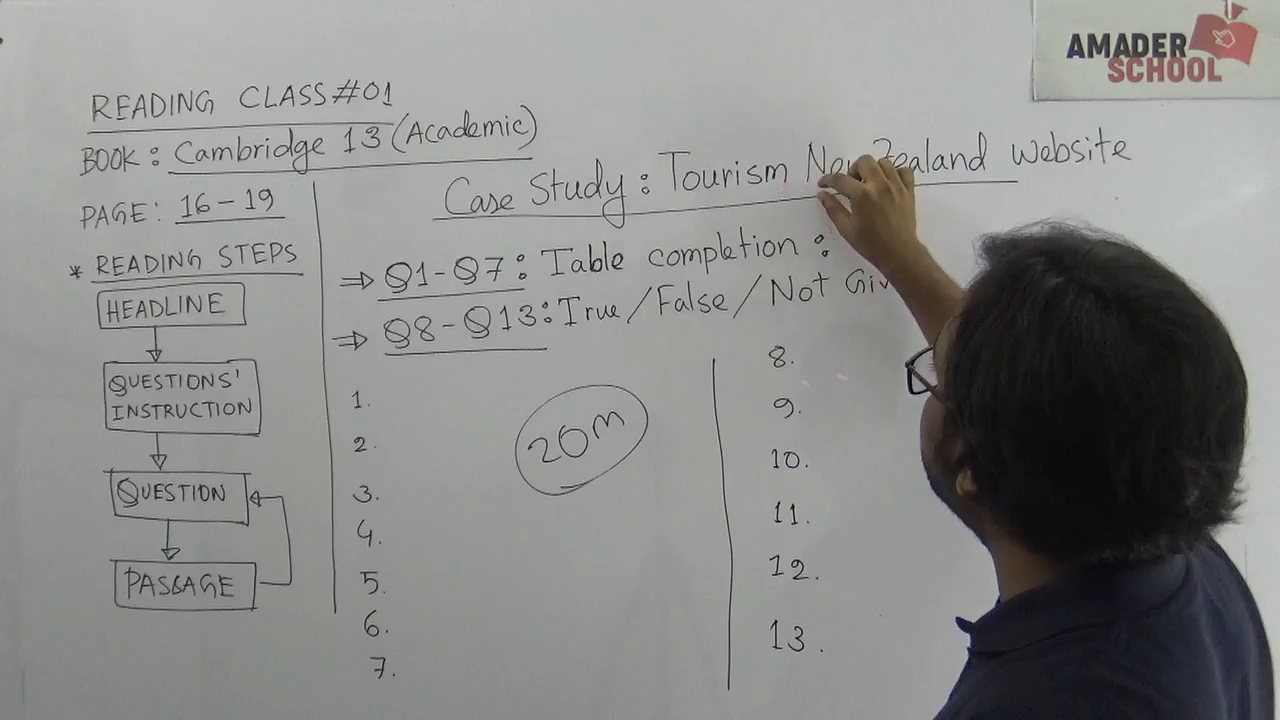 AMADER
SCHOOL
READING CLASS#01
BOOK: Cambridge 13 (Academic)
PAGE: 16-19
* READING STEPS
HEADLINE
QUESTIONS'
INSTRUCTION
QUESTION
PASSAGE
Case Study: Tourism New Zealand website
⇒ Q1-Q7: Table completion:
⇒ Q8-Q13: True/False/Not Giv
1.
2.
3.
4.
5.
6.
7.
20m
8.
9.
10.
11.
12.
13.